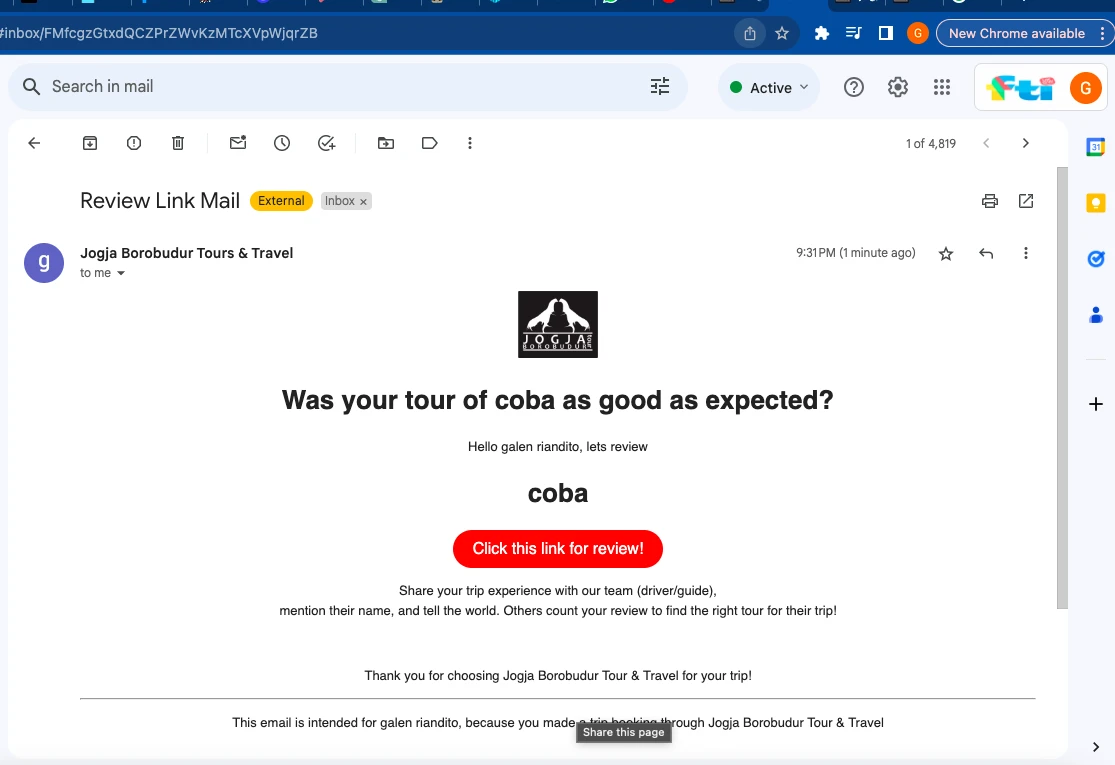 #inbox/FMfcgzGtxdQCZPrZWvKzMTcXVpWjqrZB
G
New Chrome available
Search in mail
Active
fti
G
1 of 4,819
31
Review Link Mail
External
Inbox ×
g
Jogja Borobudur Tours & Travel
9:31 PM (1 minute ago)
to me
JOGJA tour
BOROBUDUR
Was your tour of coba as good as expected?
Hello galen riandito, lets review
coba
Click this link for review!
Share your trip experience with our team (driver/guide),
mention their name, and tell the world. Others count your review to find the right tour for their trip!
Thank you for choosing Jogja Borobudur Tour & Travel for your trip!
This email is intended for galen riandito, because you made a trip booking through Jogja Borobudur Tour & Travel
Share this page